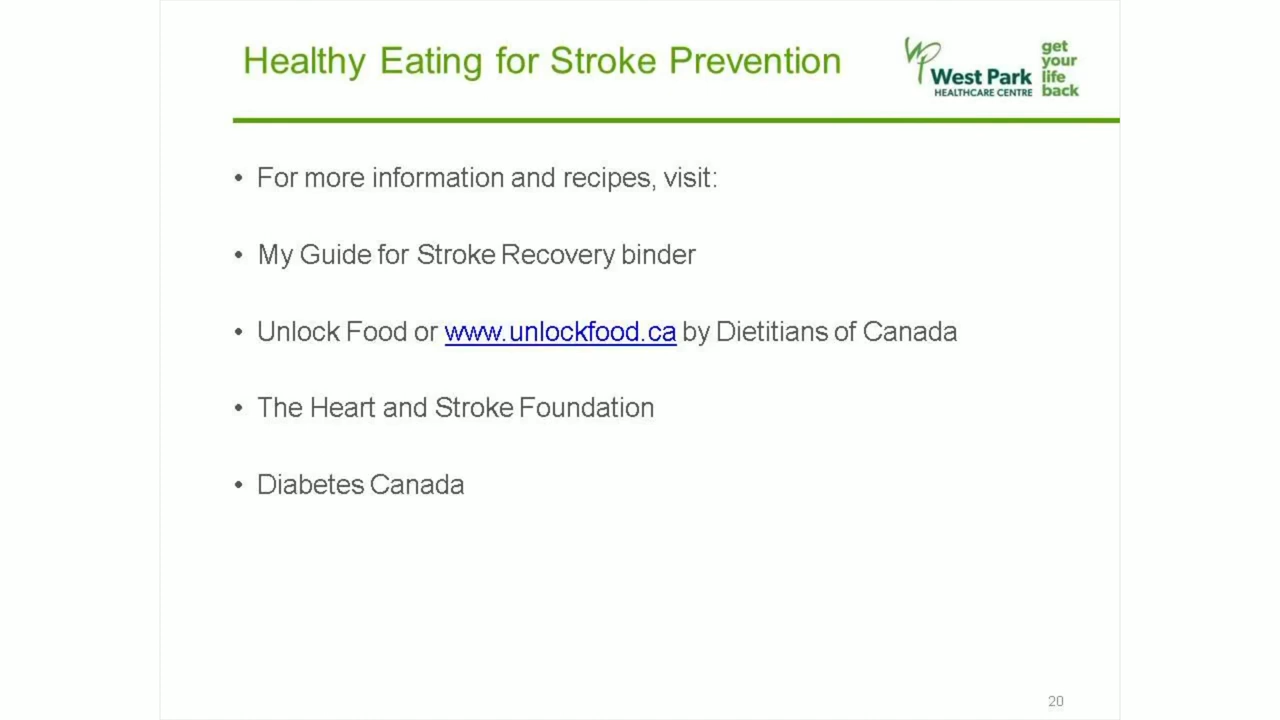 Healthy Eating for Stroke Prevention
West Park
HEALTHCARE CENTRE
get
your
life
back
• For more information and recipes, visit:
• My Guide for Stroke Recovery binder
• Unlock Food or www.unlockfood.ca by Dietitians of Canada
• The Heart and Stroke Foundation
• Diabetes Canada
20